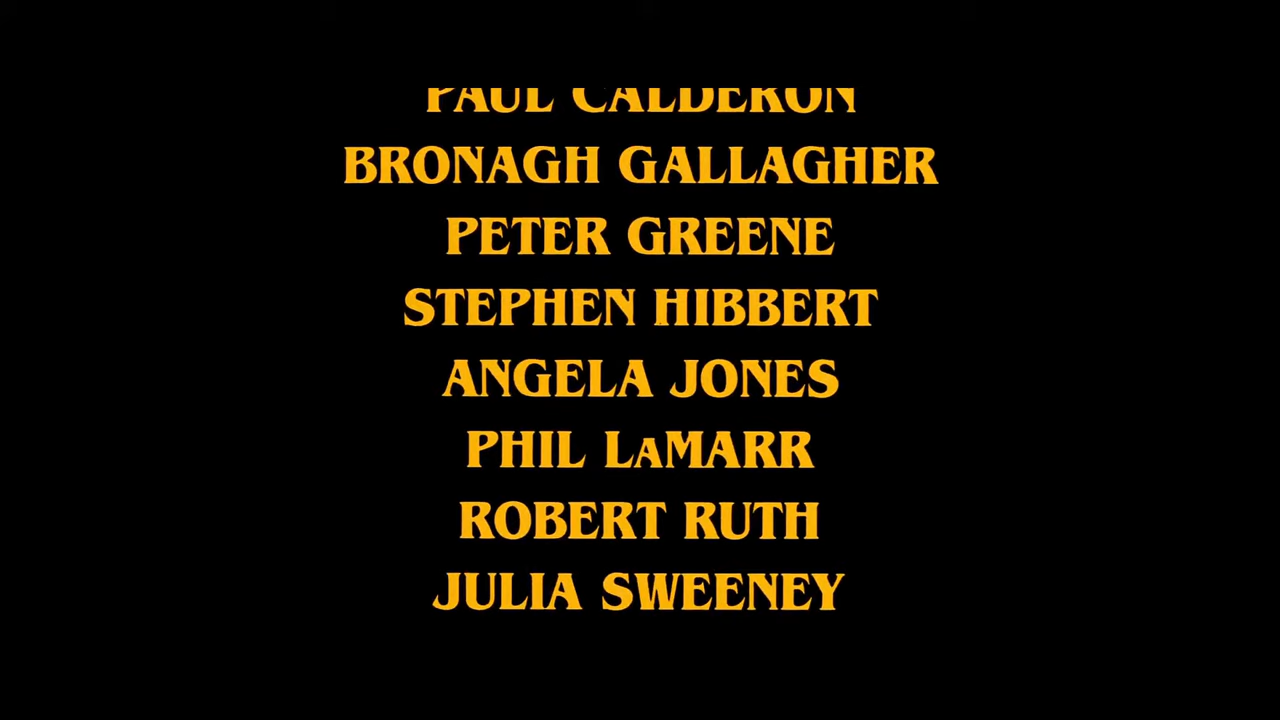 PAUL CALDERON
BRONAGH GALLAGHER
PETER GREENE
STEPHEN HIBBERT
ANGELA JONES
PHIL LaMARR
ROBERT RUTH
JULIA SWEENEY